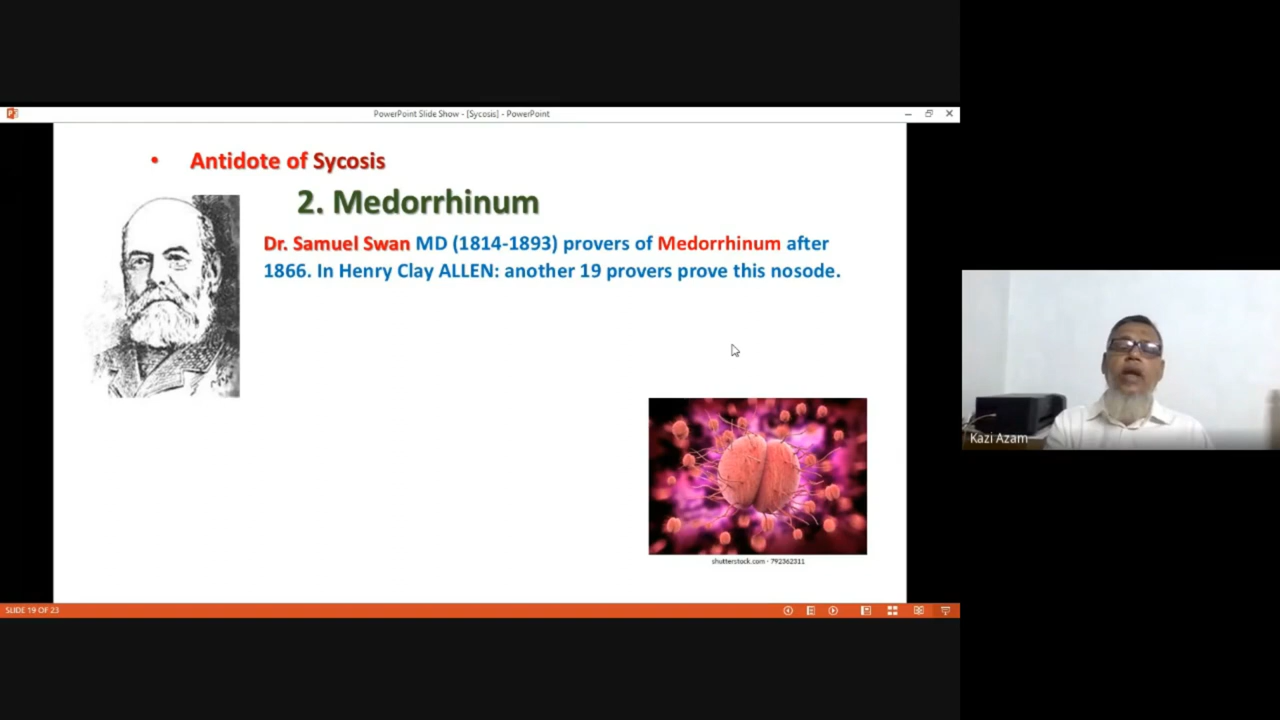 PowerPoint Slide Show - [Sycosis] - PowerPoint
• Antidote of Sycosis
2. Medorrhinum
Dr. Samuel Swan MD (1814-1893) provers of Medorrhinum after
1866. In Henry Clay ALLEN: another 19 provers prove this nosode.
Kazi Azam
shutterstock.com · 792362311
SLIDE 19 OF 23